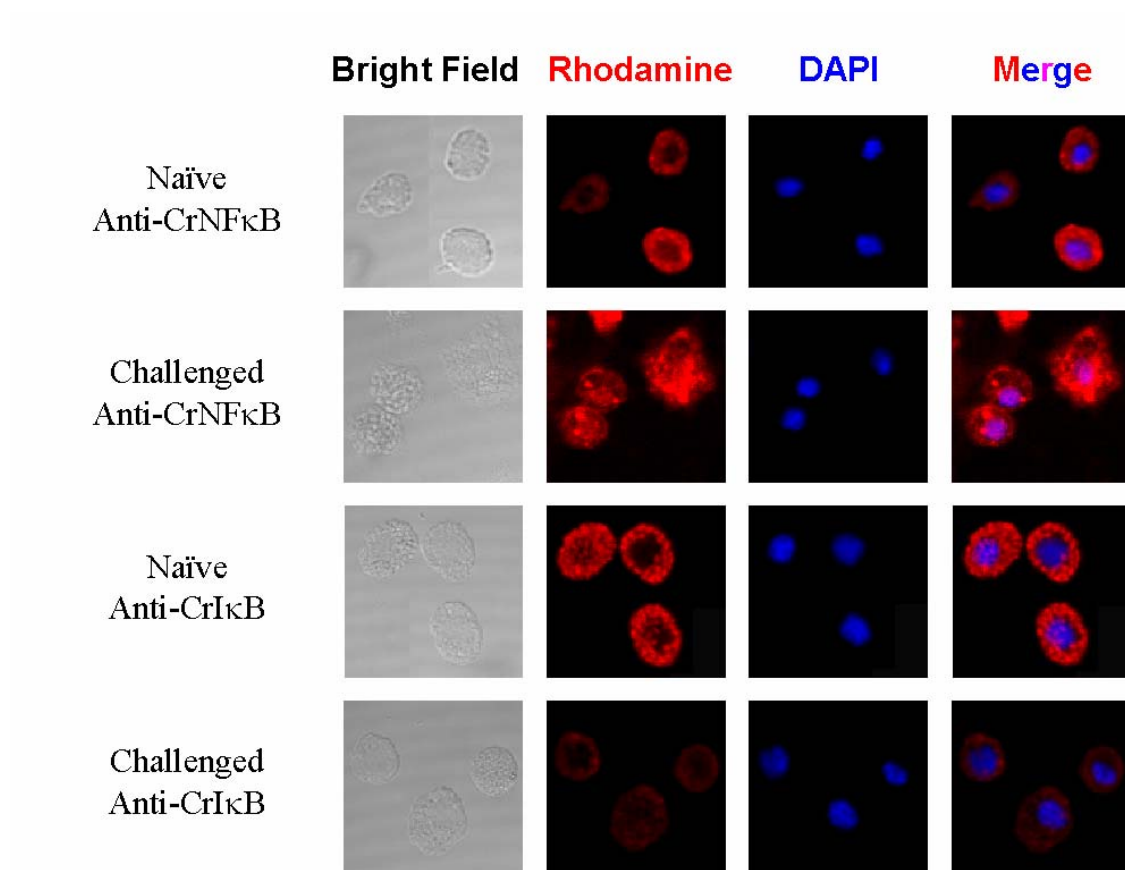 Bright Field Rhodamine DAPI Merge
Naïve
Anti-CrNFκB
Challenged
Anti-CrNFκB
Naïve
Anti-CrIκB
Challenged
Anti-CrIκB